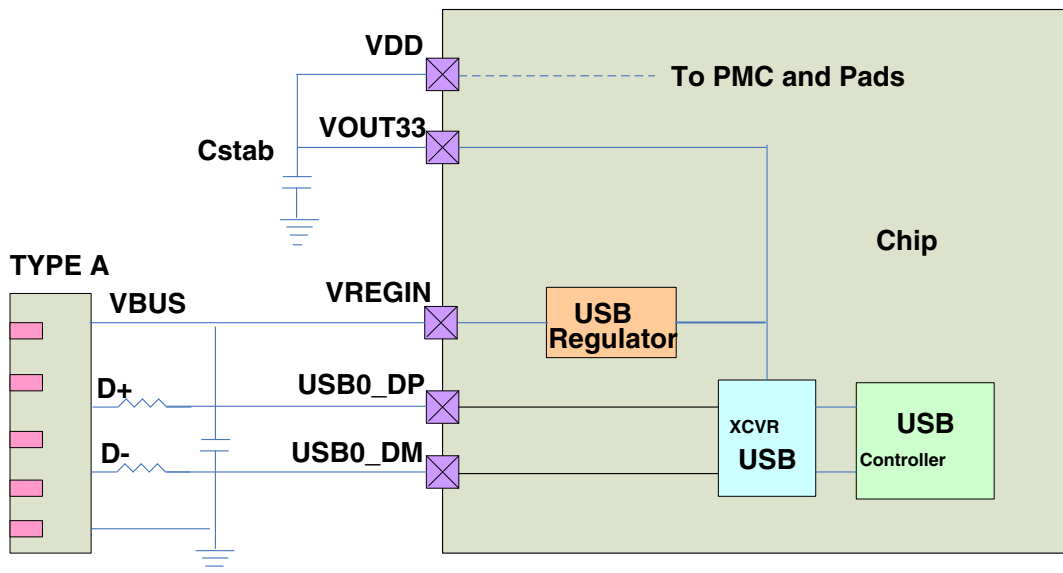 VDD
To PMC and Pads
VOUT33
Cstab
Chip
TYPE A
VBUS
VREGIN
USB
Regulator
D+
USB0_DP
XCVR
USB
USB
Controller
D-
USB0_DM